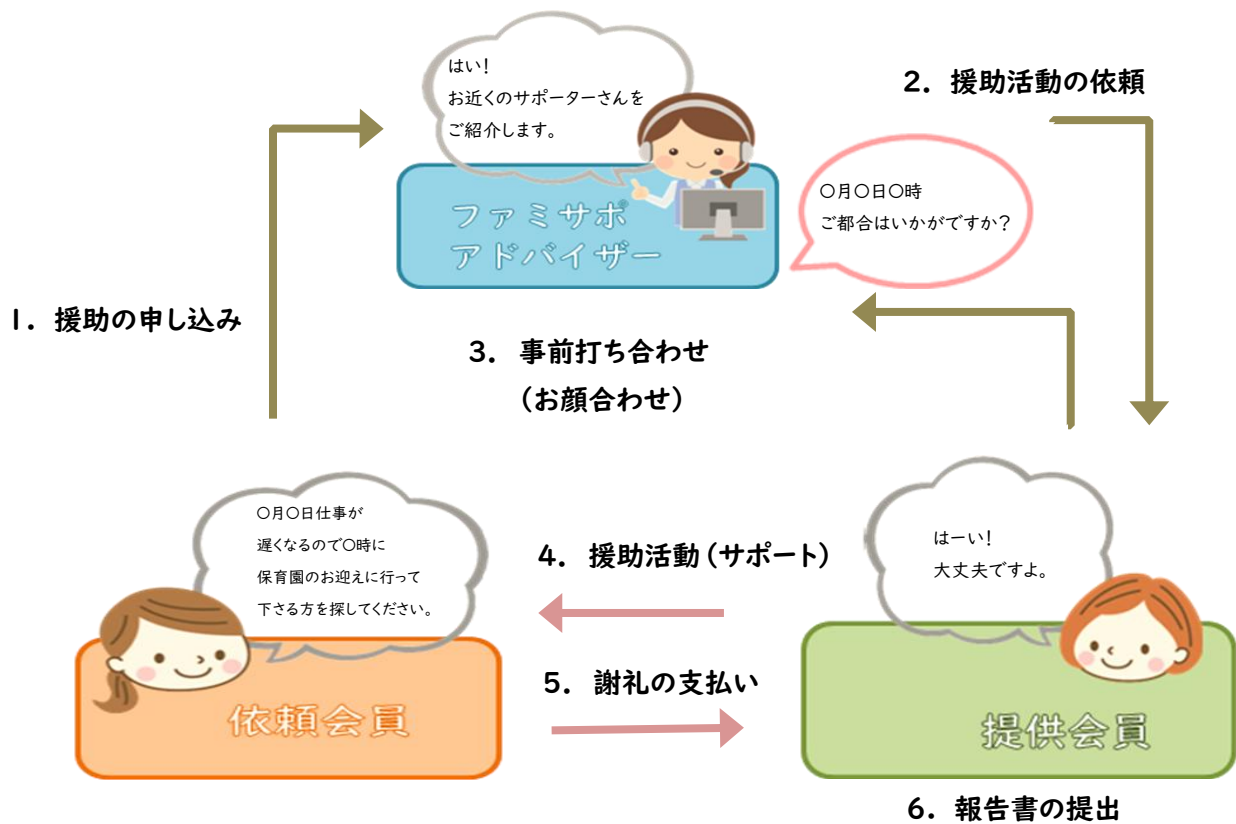 はい!
お近くのサポーターさんを
ご紹介します。
2. 援助活動の依頼
〇月〇日〇時
ご都合はいかがですか?
ファミサポ
アドバイザー
1. 援助の申し込み
3. 事前打ち合わせ
(お顔合わせ)
〇月〇日仕事が
遅くなるので〇時に
保育園のお迎えに行って
下さる方を探してください。
4. 援助活動(サポート)
はーい!
大丈夫ですよ。
5. 謝礼の支払い
依頼会員
提供会員
6. 報告書の提出